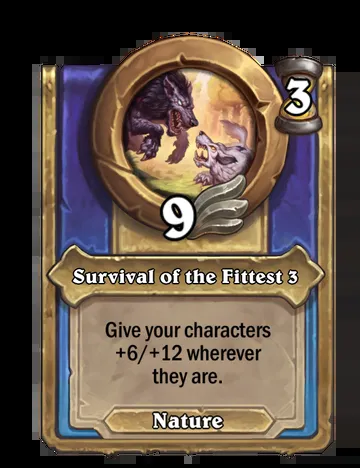 3
9
Survival of the Fittest 3
Give your characters
+6/+12 wherever
they are.
Nature